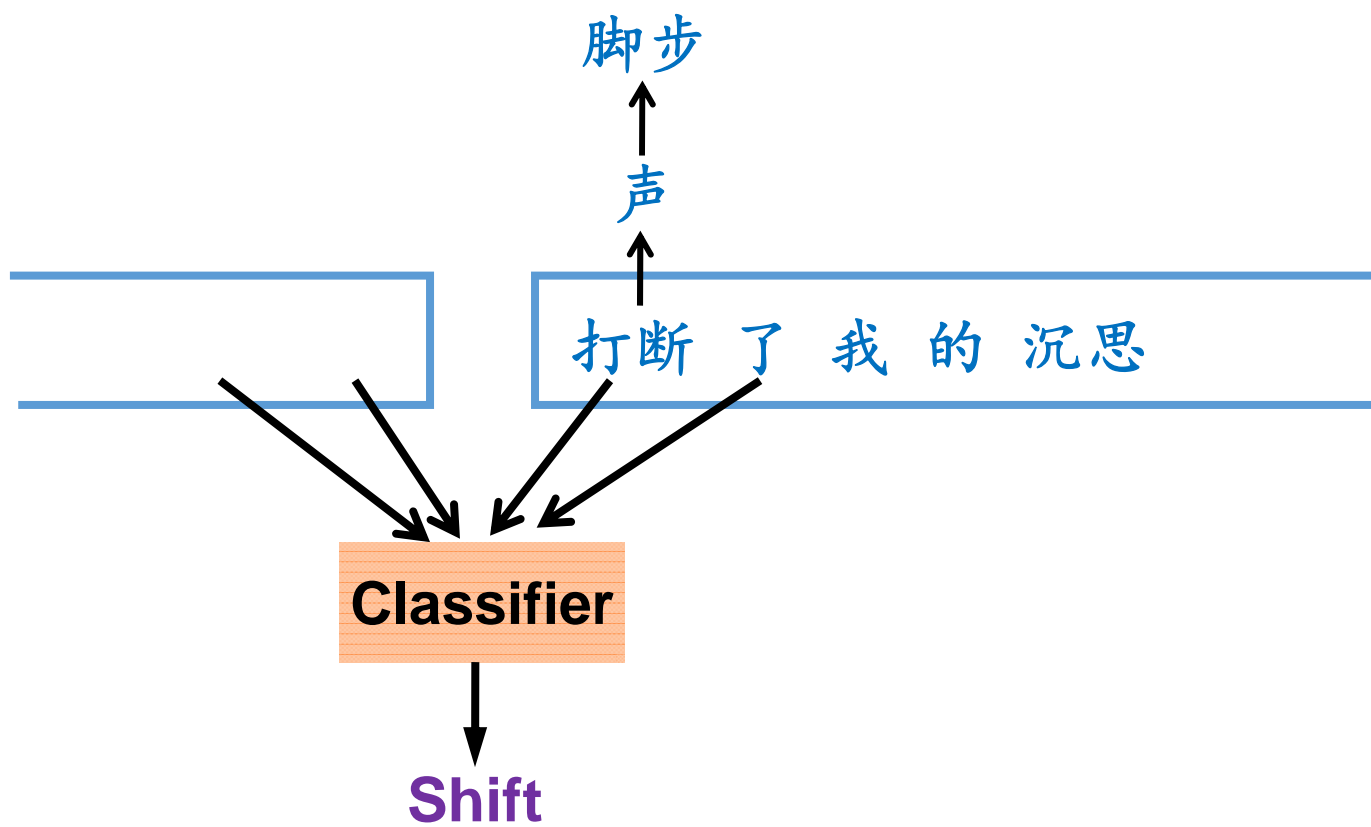 脚步
声
打断 了 我 的 沉思
Classifier
Shift